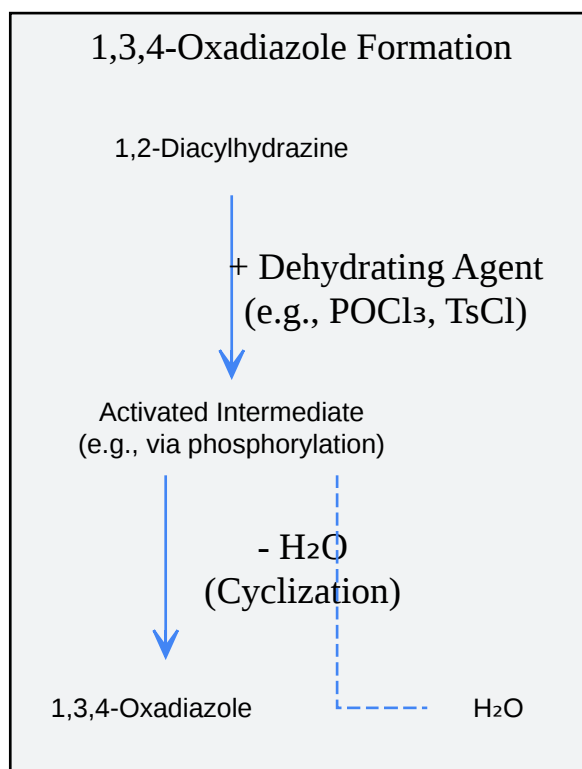 1,3,4-Oxadiazole Formation
1,2-Diacylhydrazine
+ Dehydrating Agent
(e.g., POCl₃, TsCl)
Activated Intermediate
(e.g., via phosphorylation)
- H₂O
(Cyclization)
1,3,4-Oxadiazole
H₂O